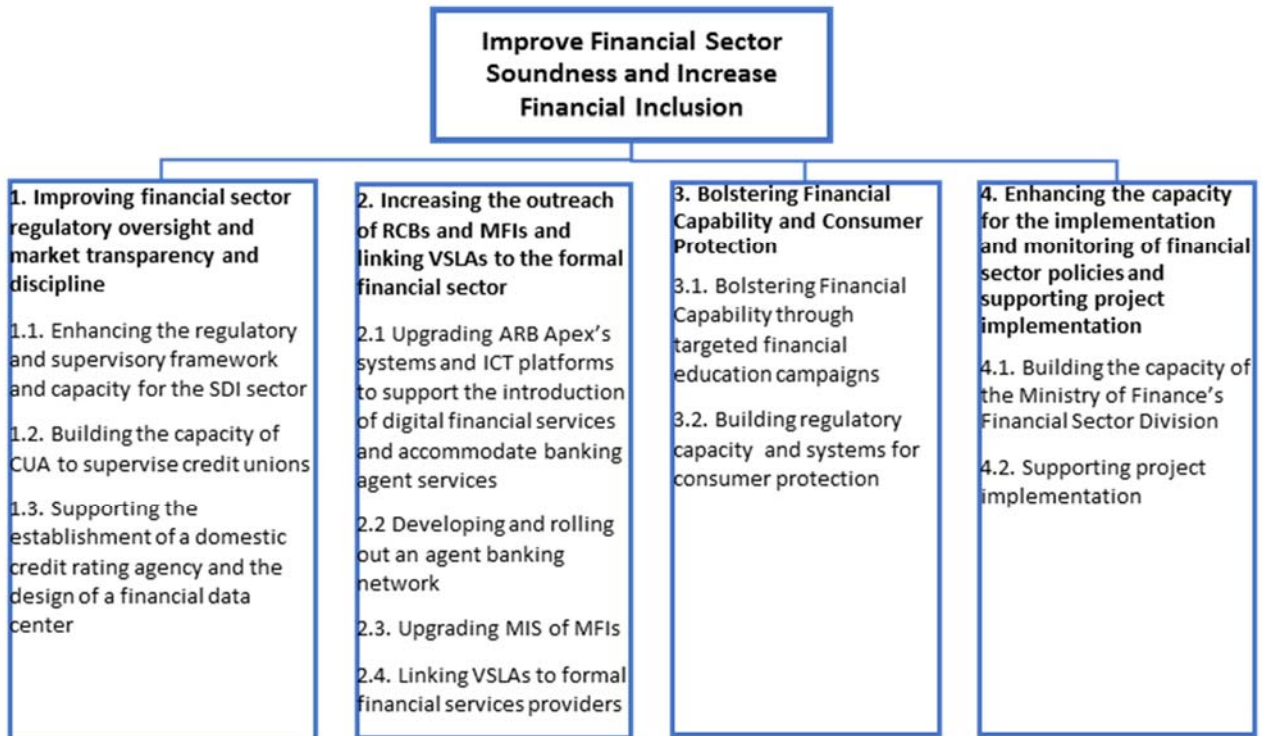 Improve Financial Sector
Soundness and Increase
Financial Inclusion
1. Improving financial sector
regulatory oversight and
market transparency and
discipline
1.1. Enhancing the regulatory
and supervisory framework
and capacity for the SDI sector
1.2. Building the capacity of
CUA to supervise credit unions
1.3. Supporting the
establishment of a domestic
credit rating agency and the
design of a financial data
center
2. Increasing the outreach
of RCBs and MFIs and
linking VSLAs to the formal
financial sector
2.1 Upgrading ARB Apex’s
systems and ICT platforms
to support the introduction
of digital financial services
and accommodate banking
agent services
2.2 Developing and rolling
out an agent banking
network
2.3. Upgrading MIS of MFIs
2.4. Linking VSLAs to formal
financial services providers
3. Bolstering Financial
Capability and Consumer
Protection
3.1. Bolstering Financial
Capability through
targeted financial
education campaigns
3.2. Building regulatory
capacity and systems for
consumer protection
4. Enhancing the capacity
for the implementation
and monitoring of financial
sector policies and
supporting project
implementation
4.1. Building the capacity of
the Ministry of Finance’s
Financial Sector Division
4.2. Supporting project
implementation